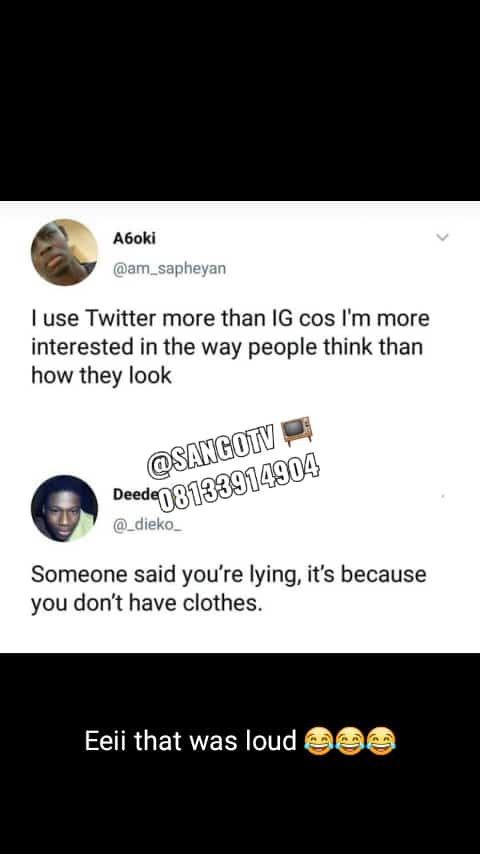 A6oki
@am_sapheyan
I use Twitter more than IG cos I'm more
interested in the way people think than
how they look
@SANGOTV
08133914904
Deede
@_dieko_
Someone said you’re lying, it’s because
you don’t have clothes.
Eeii that was loud 😂😂😂